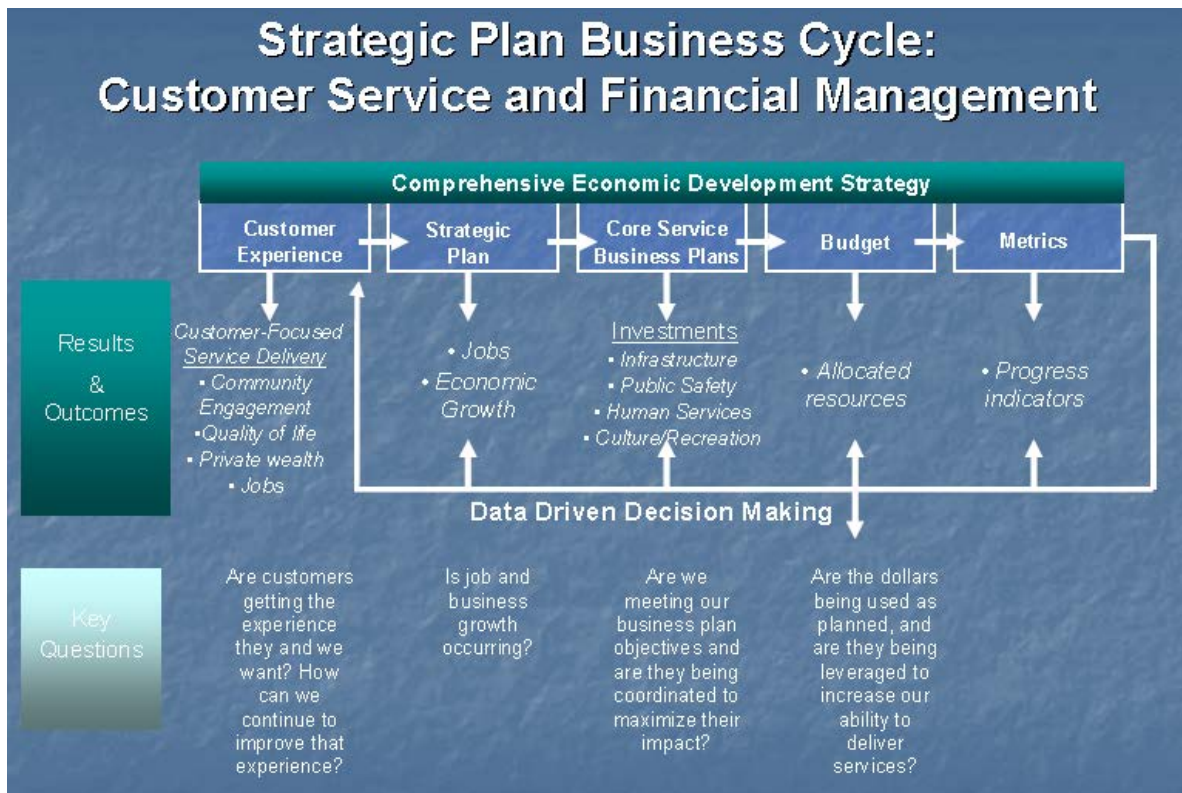 Strategic Plan Business Cycle:
Customer Service and Financial Management
Comprehensive Economic Development Strategy
Customer
Experience
Strategic
Plan
Core Service
Business Plans
Budget
Metrics
Results
&
Outcomes
Customer-Focused
Service Delivery
▪ Community
Engagement
▪Quality of life
▪ Private wealth
▪ Jobs
▪ Jobs
▪ Economic
Growth
Investments
▪ Infrastructure
▪ Public Safety
▪ Human Services
▪ Culture/Recreation
▪ Allocated
resources
▪ Progress
indicators
Data Driven Decision Making
Key
Questions
Are customers
getting the
experience
they and we
want? How
can we
continue to
improve that
experience?
Is job and
business
growth
occurring?
Are we
meeting our
business plan
objectives and
are they being
coordinated to
maximize their
impact?
Are the dollars
being used as
planned, and
are they being
leveraged to
increase our
ability to
deliver
services?